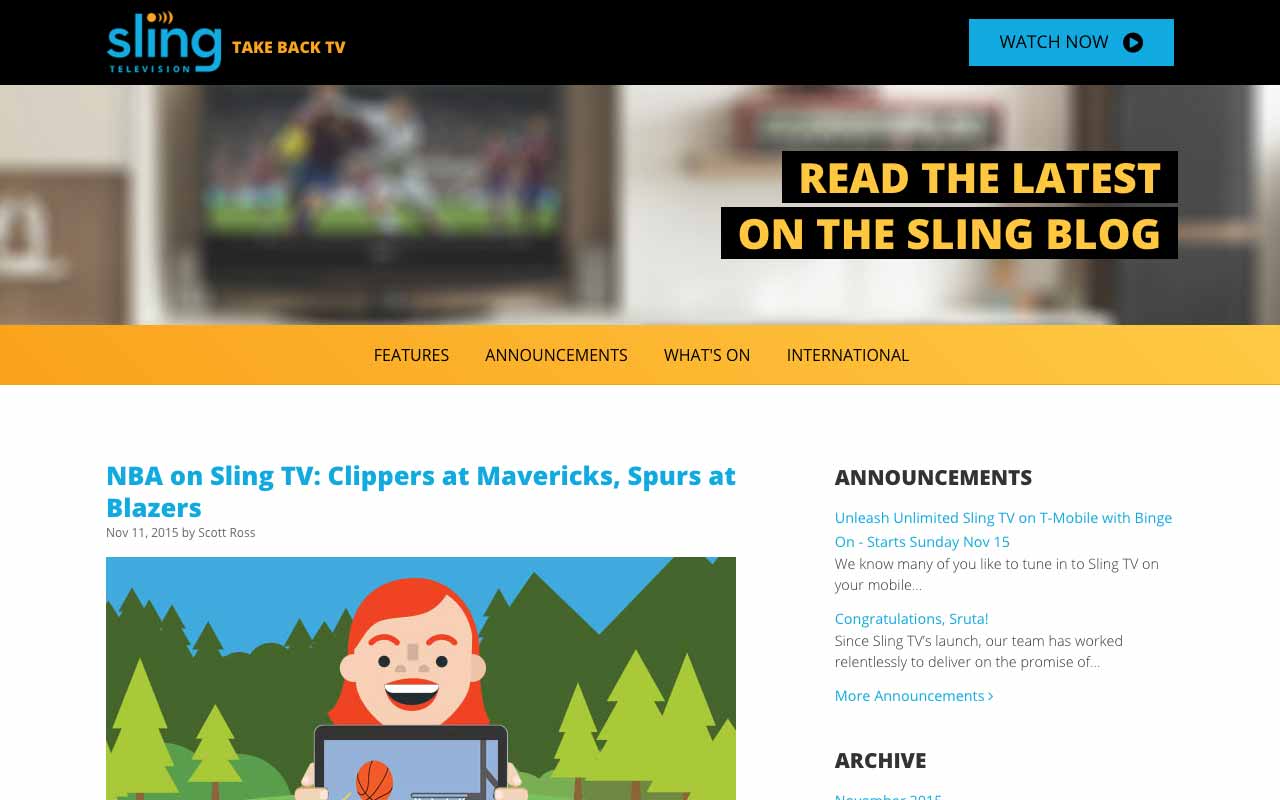 sling
TELEVISION
TAKE BACK TV
WATCH NOW
READ THE LATEST
ON THE SLING BLOG
FEATURES
ANNOUNCEMENTS
WHAT'S ON
INTERNATIONAL
NBA on Sling TV: Clippers at Mavericks, Spurs at
Blazers
Nov 11, 2015 by Scott Ross
ANNOUNCEMENTS
Unleash Unlimited Sling TV on T-Mobile with Binge
On - Starts Sunday Nov 15
We know many of you like to tune in to Sling TV on
your mobile...
Congratulations, Sruta!
Since Sling TV’s launch, our team has worked
relentlessly to deliver on the promise of...
More Announcements ›
ARCHIVE
November 2015